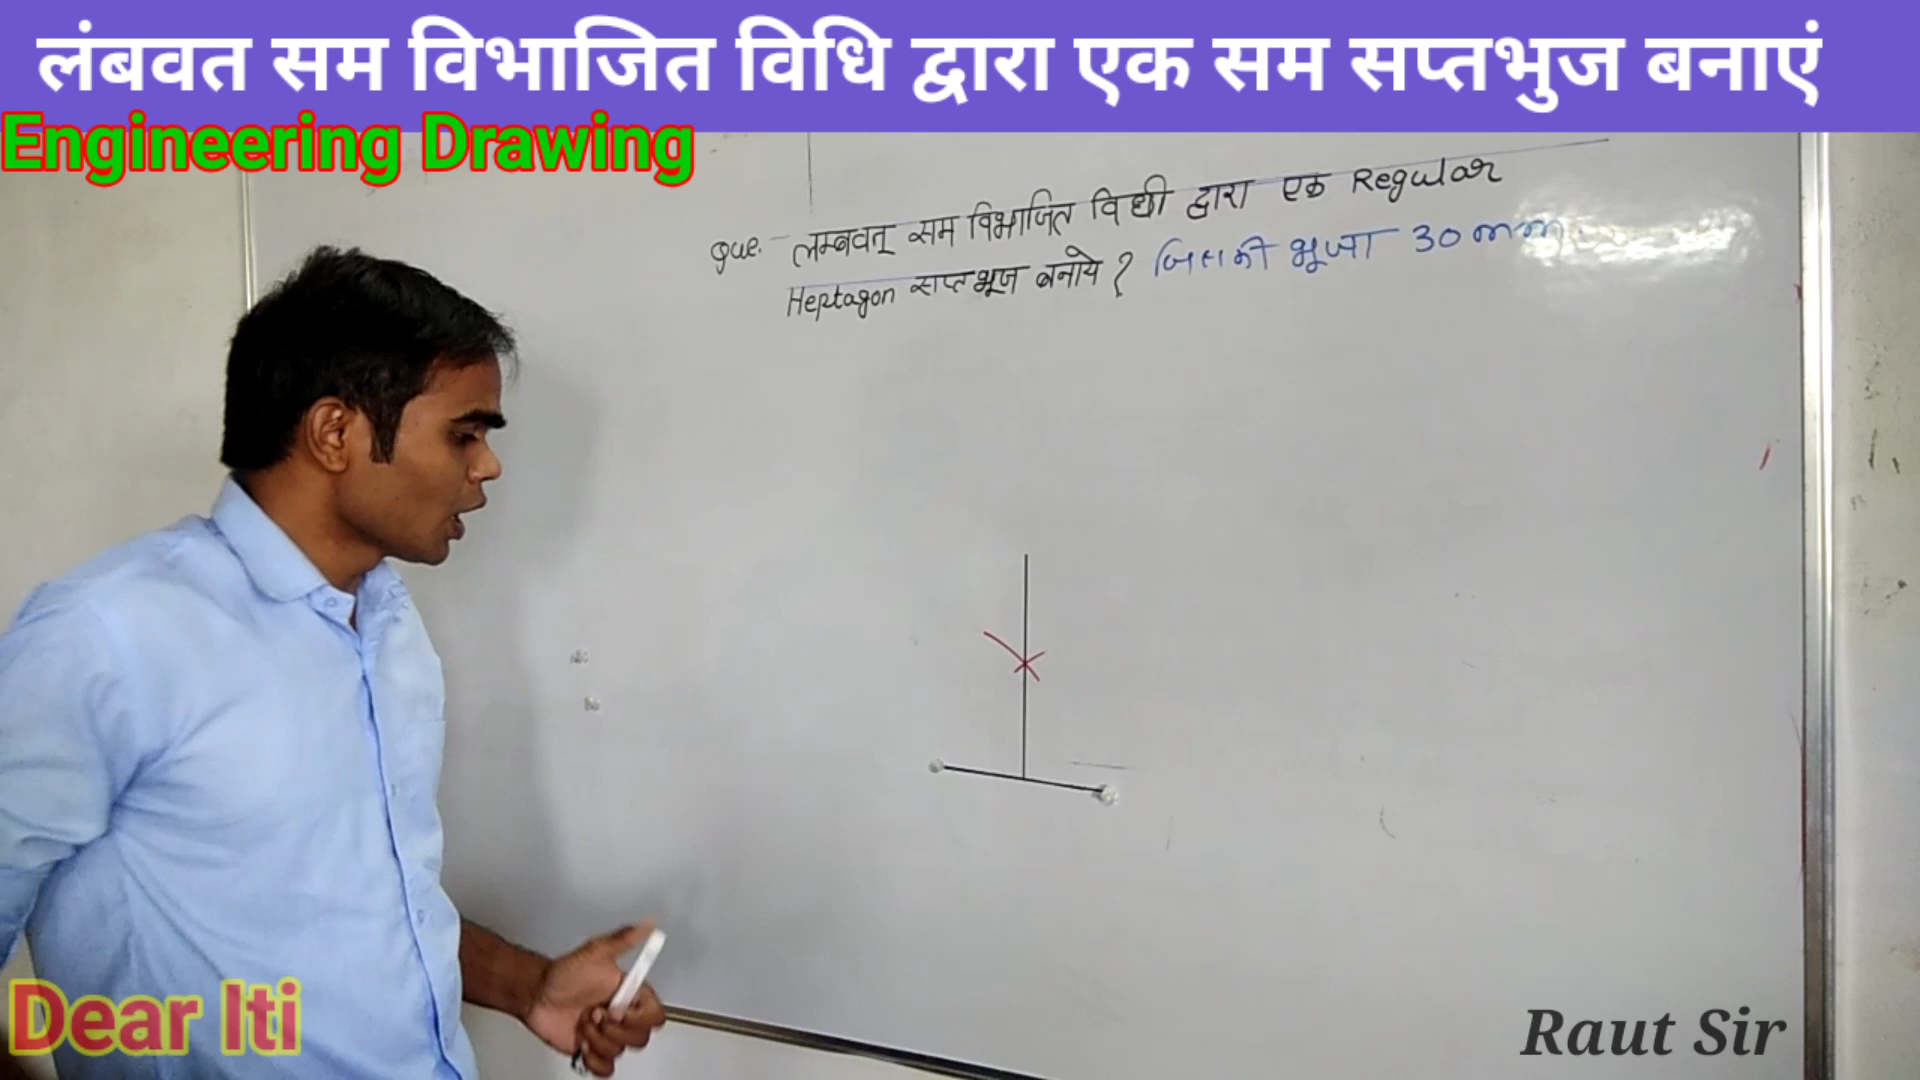 लंबवत सम विभाजित विधि द्वारा एक सम सप्तभुज बनाएं
Engineering Drawing
Que. - लम्बवत् सम विभाजित विधी द्वारा एक Regular
Heptagon सप्तभूज बनाये ? जिसकी भूजा 30 mm
Dear Iti
Raut Sir